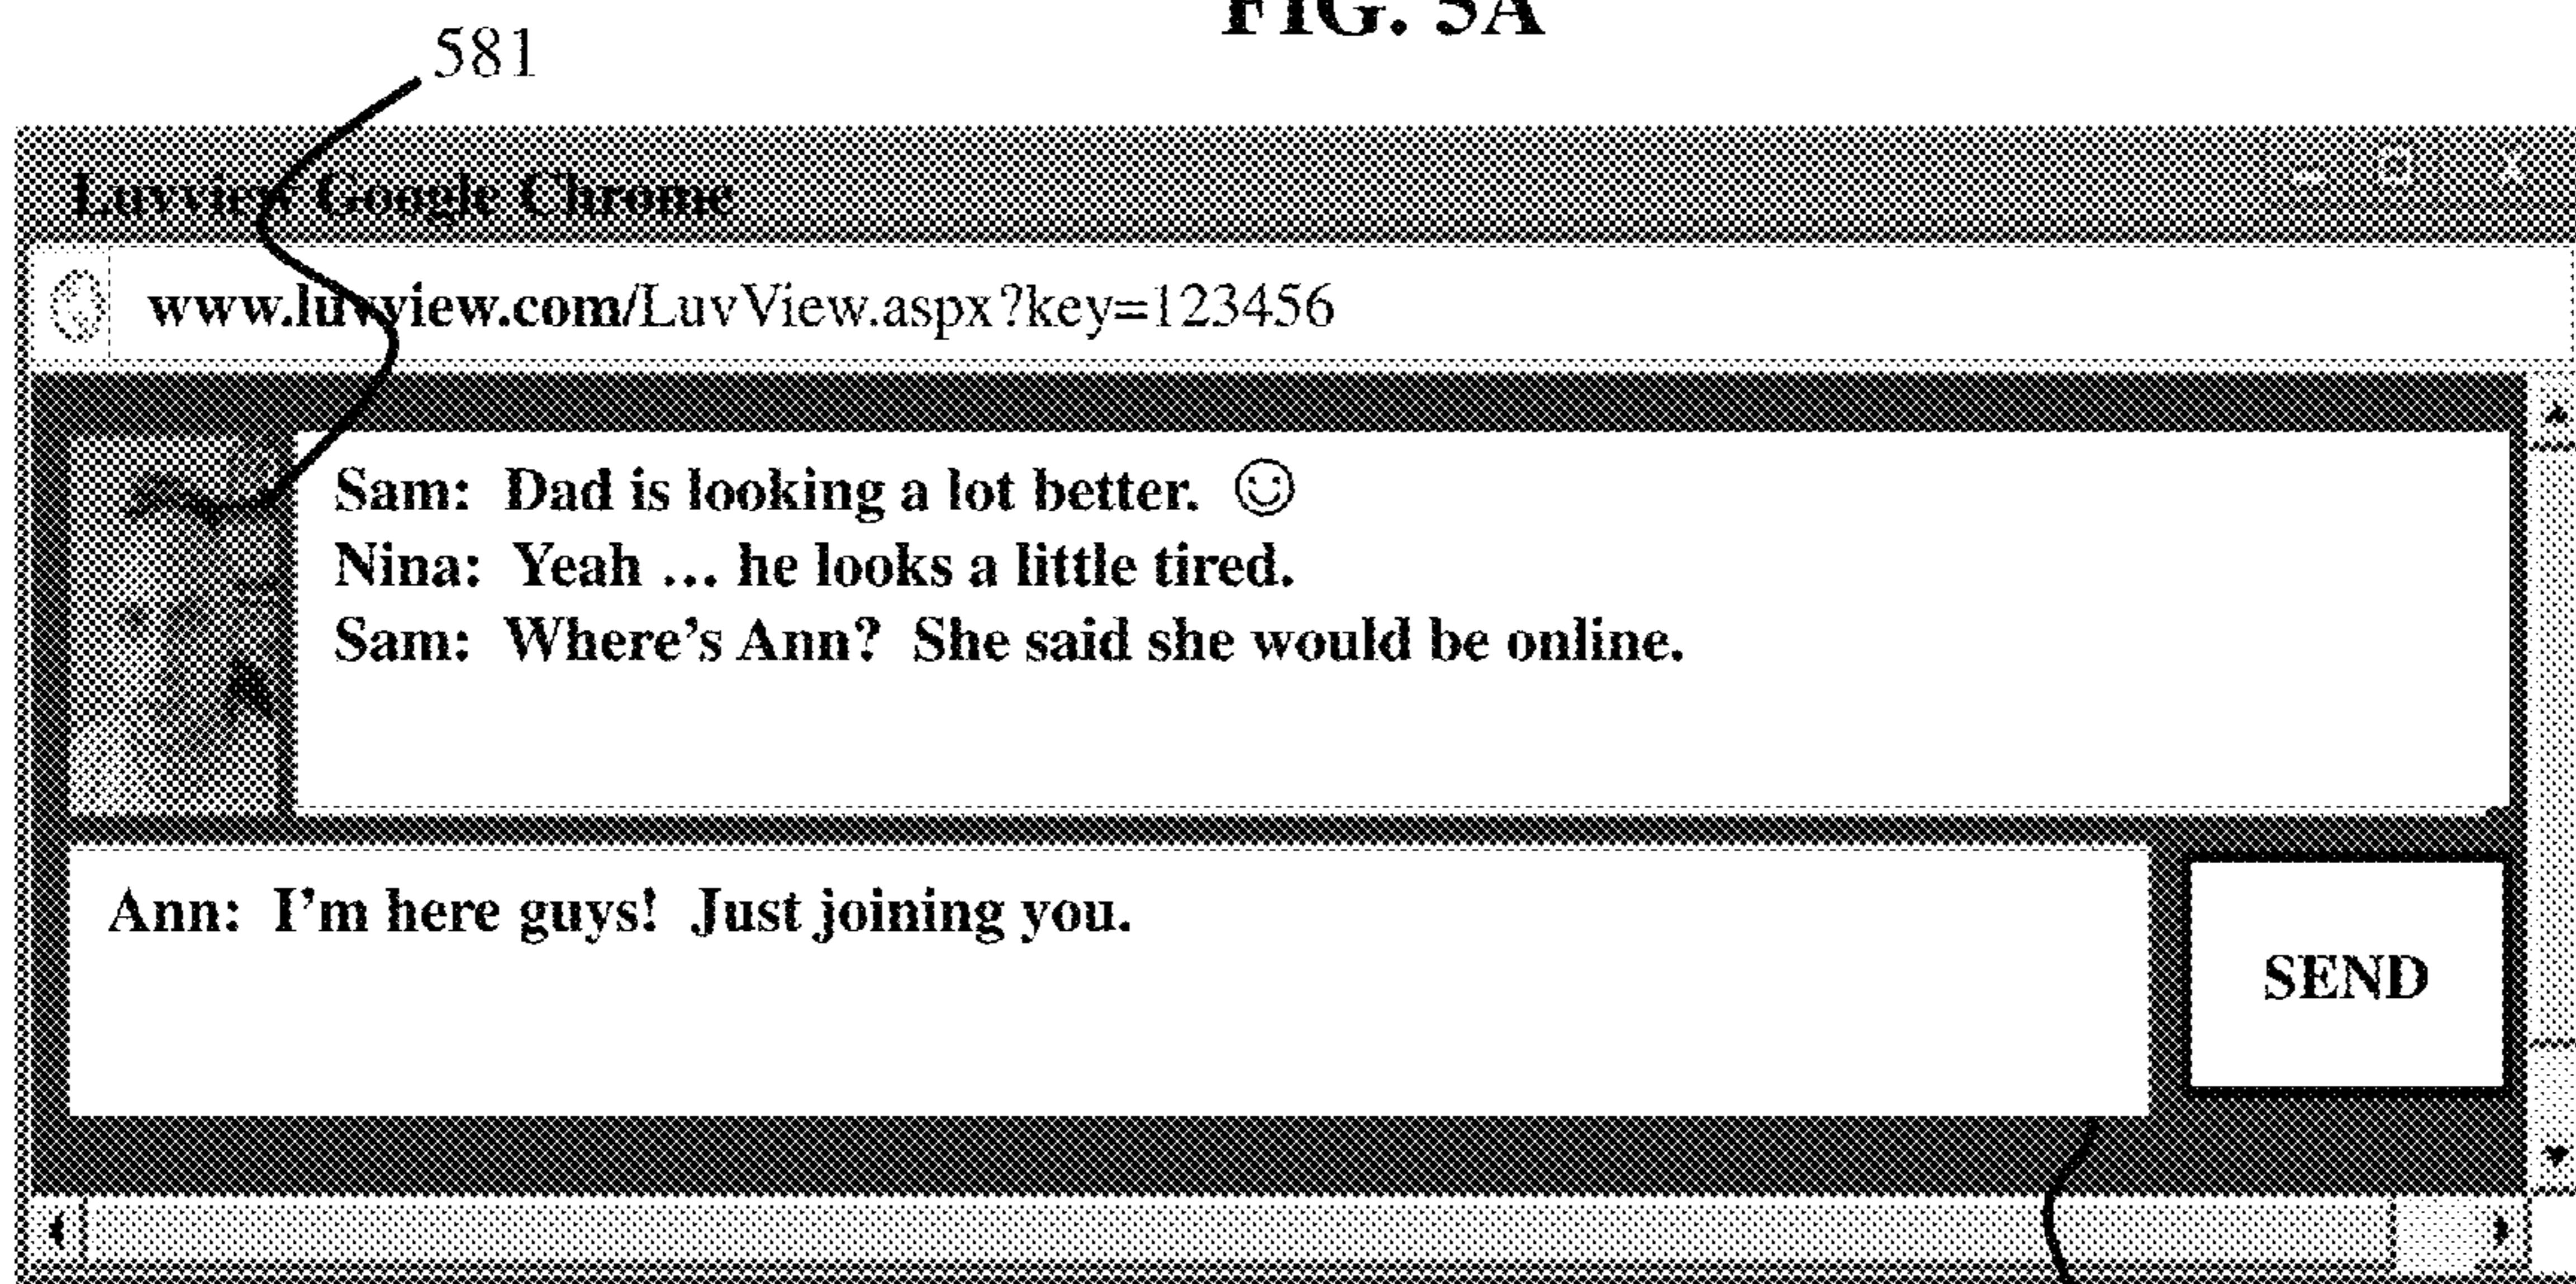 FIG. 5A
581
Luvview Google Chrome
www.luvview.com/LuvView.aspx?key=123456
Sam: Dad is looking a lot better. ☺
Nina: Yeah ... he looks a little tired.
Sam: Where's Ann? She said she would be online.
Ann: I'm here guys! Just joining you.
SEND